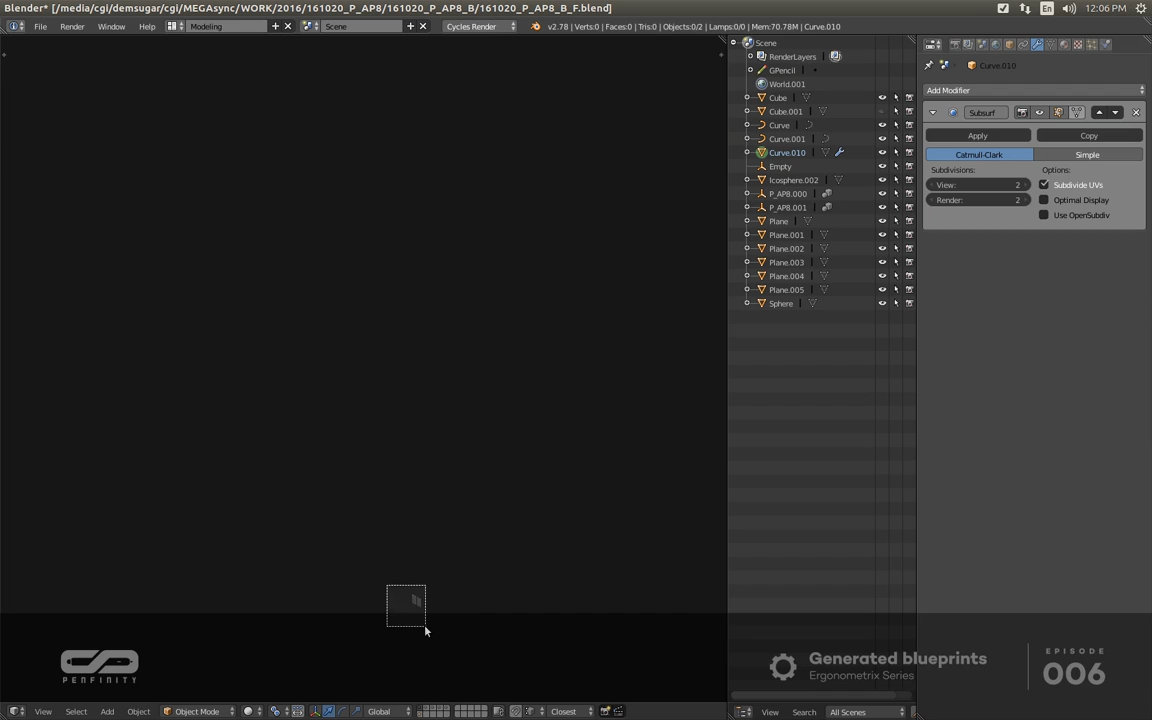 Blender* [/media/cgi/demsugar/cgi/MEGAsync/WORK/2016/161020_P_AP8/161020_P_AP8_B/161020_P_AP8_B_F.blend]
En
12:06 PM
File Render Window Help
Modeling
Scene
Cycles Render
v2.78 | Verts:0 | Faces:0 | Tris:0 | Objects:0/2 | Lamps:0/0 | Mem:70.78M | Curve.010
Scene
RenderLayers
GPencil
World.001
Cube
Cube.001
Curve
Curve.001
Curve.010
Empty
Icosphere.002
P_AP8.000
P_AP8.001
Plane
Plane.001
Plane.002
Plane.003
Plane.004
Plane.005
Sphere
Curve.010
Add Modifier
Subsurf
Apply Copy
Catmull-Clark Simple
Subdivisions: Options:
View: 2 Subdivide UVs
Render: 2 Optimal Display
Use OpenSubdiv
PENFINITY
Generated blueprints
Ergonometrix Series
EPISODE
006
View Select Add Object
Object Mode
Global
Closest
View Search
All Scenes